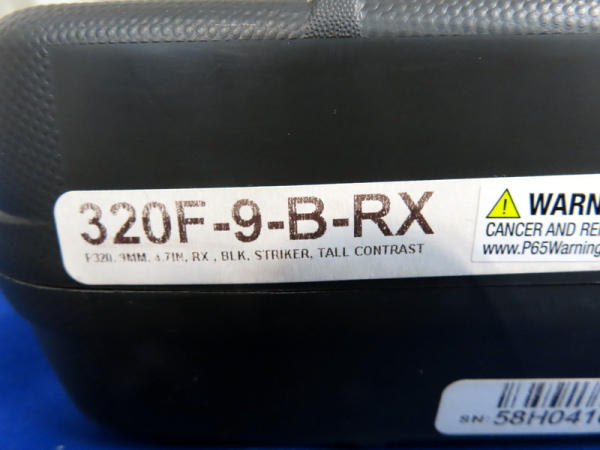 320F-9-B-RX
P320, 9MM, 4.7IN, RX , BLK, STRIKER, TALL CONTRAST
WARN
CANCER AND RE
www.P65Warning
SN: 58H041